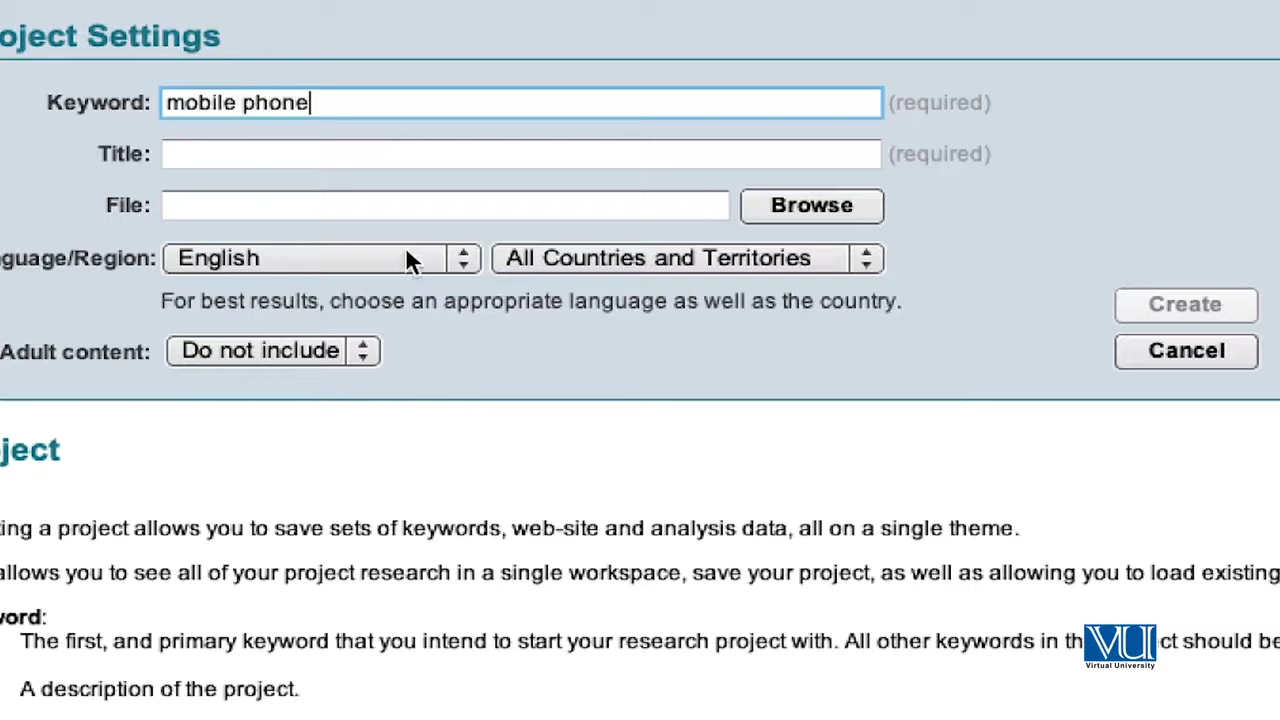 oject Settings
Keyword: mobile phone (required)
Title: (required)
File: Browse
guage/Region: English All Countries and Territories
For best results, choose an appropriate language as well as the country.
Create
Adult content: Do not include Cancel
ject
ing a project allows you to save sets of keywords, web-site and analysis data, all on a single theme.
allows you to see all of your project research in a single workspace, save your project, as well as allowing you to load existing
word:
The first, and primary keyword that you intend to start your research project with. All other keywords in th ct should be
VU
Virtual University
A description of the project.